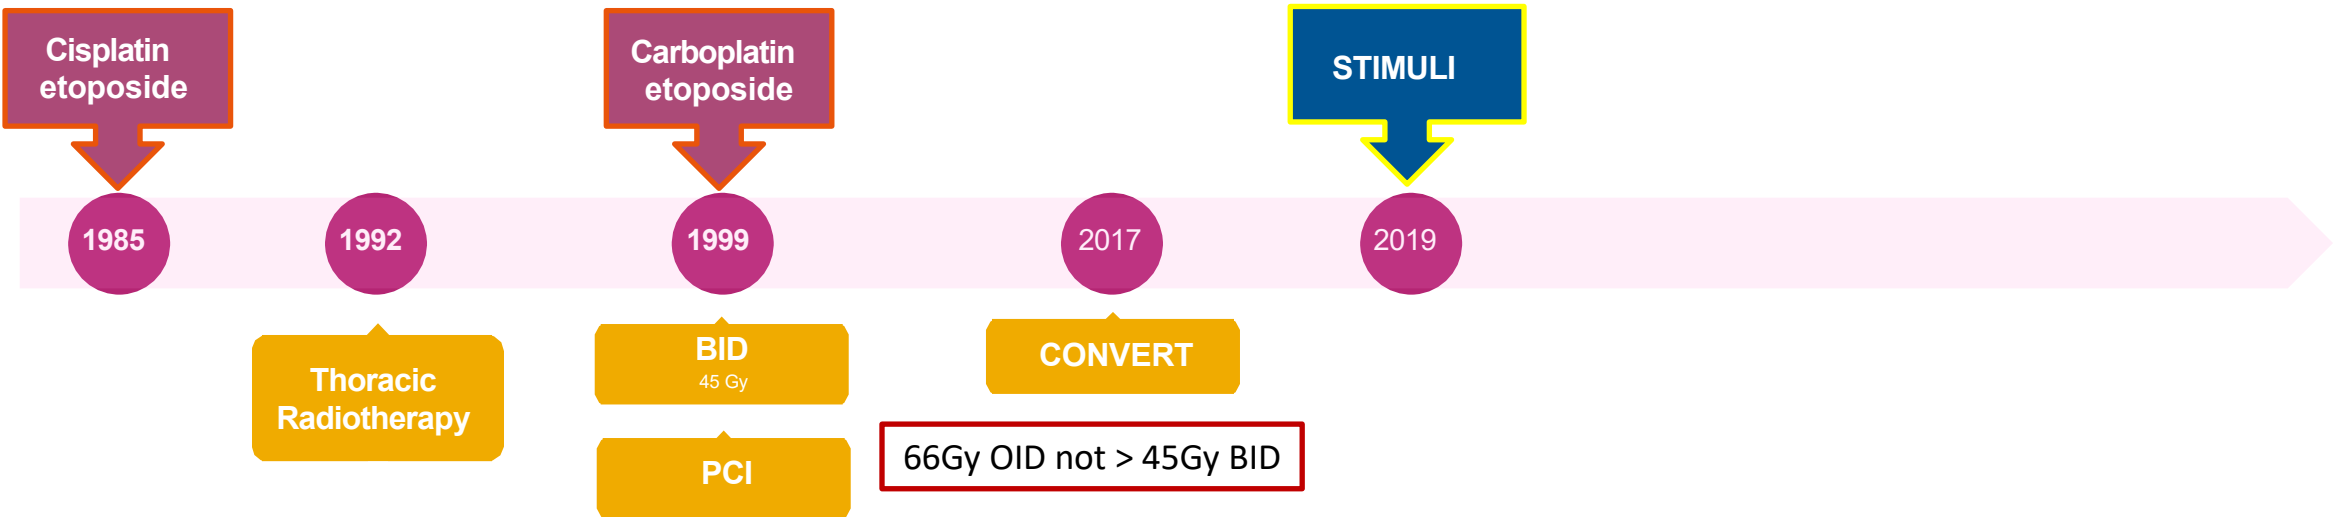 Cisplatin
etoposide
Carboplatin
etoposide
STIMULI
1985
1992
1999
2017
2019
Thoracic
Radiotherapy
BID
45 Gy
CONVERT
PCI
66Gy OID not > 45Gy BID